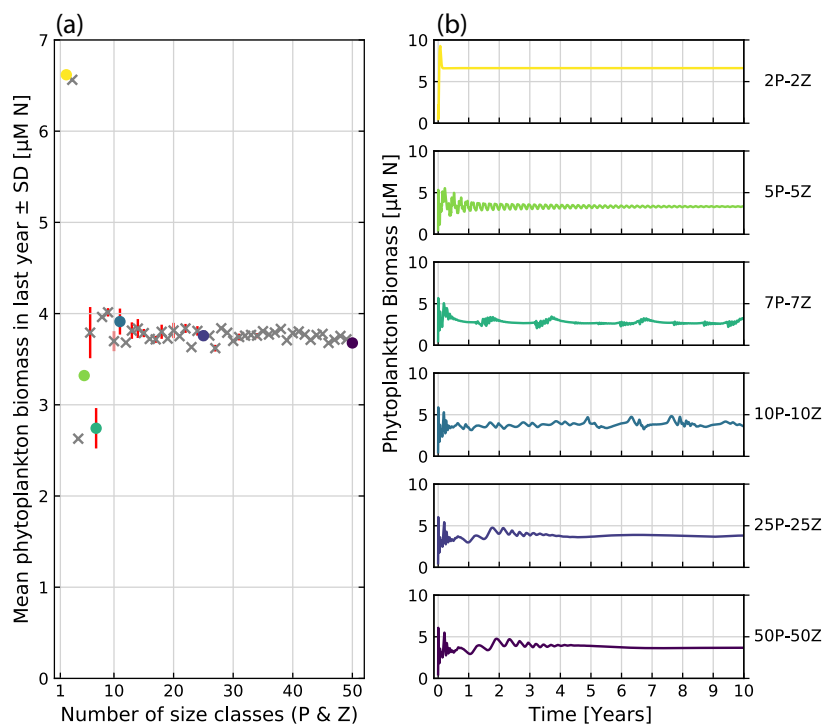 (a)
Mean phytoplankton biomass in last year ± SD [µM N]
7
6
5
4
3
2
1
0
1 10 20 30 40 50
Number of size classes (P & Z)
(b)
Phytoplankton Biomass [µM N]
10
5
0
2P-2Z
10
5
0
5P-5Z
10
5
0
7P-7Z
10
5
0
10P-10Z
10
5
0
25P-25Z
10
5
0
50P-50Z
0 1 2 3 4 5 6 7 8 9 10
Time [Years]